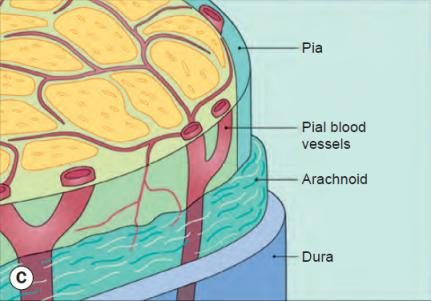 Pia
Pial blood
vessels
Arachnoid
Dura
C